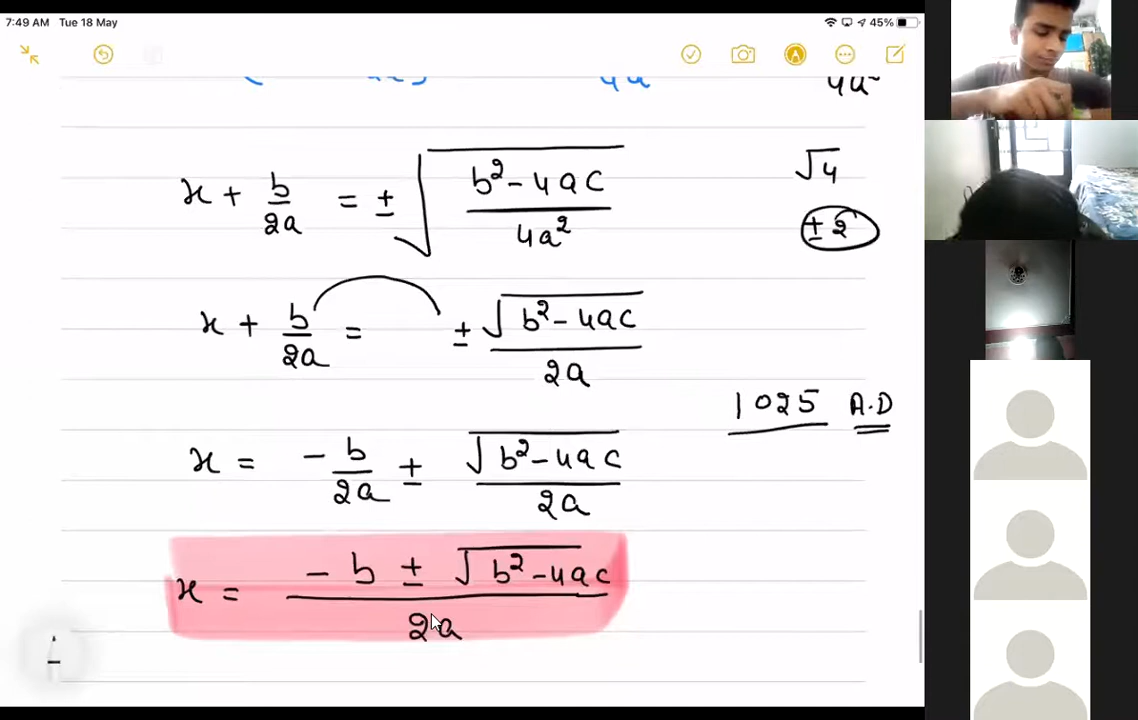 7:49 AM Tue 18 May 45%
4a²
x + b/2a = ± √(b²-4ac / 4a²)
√4
± 2
x + b/2a = ± √b²-4ac / 2a
1025 A.D
x = - b/2a ± √b²-4ac / 2a
x = - b ± √b²-4ac / 2a